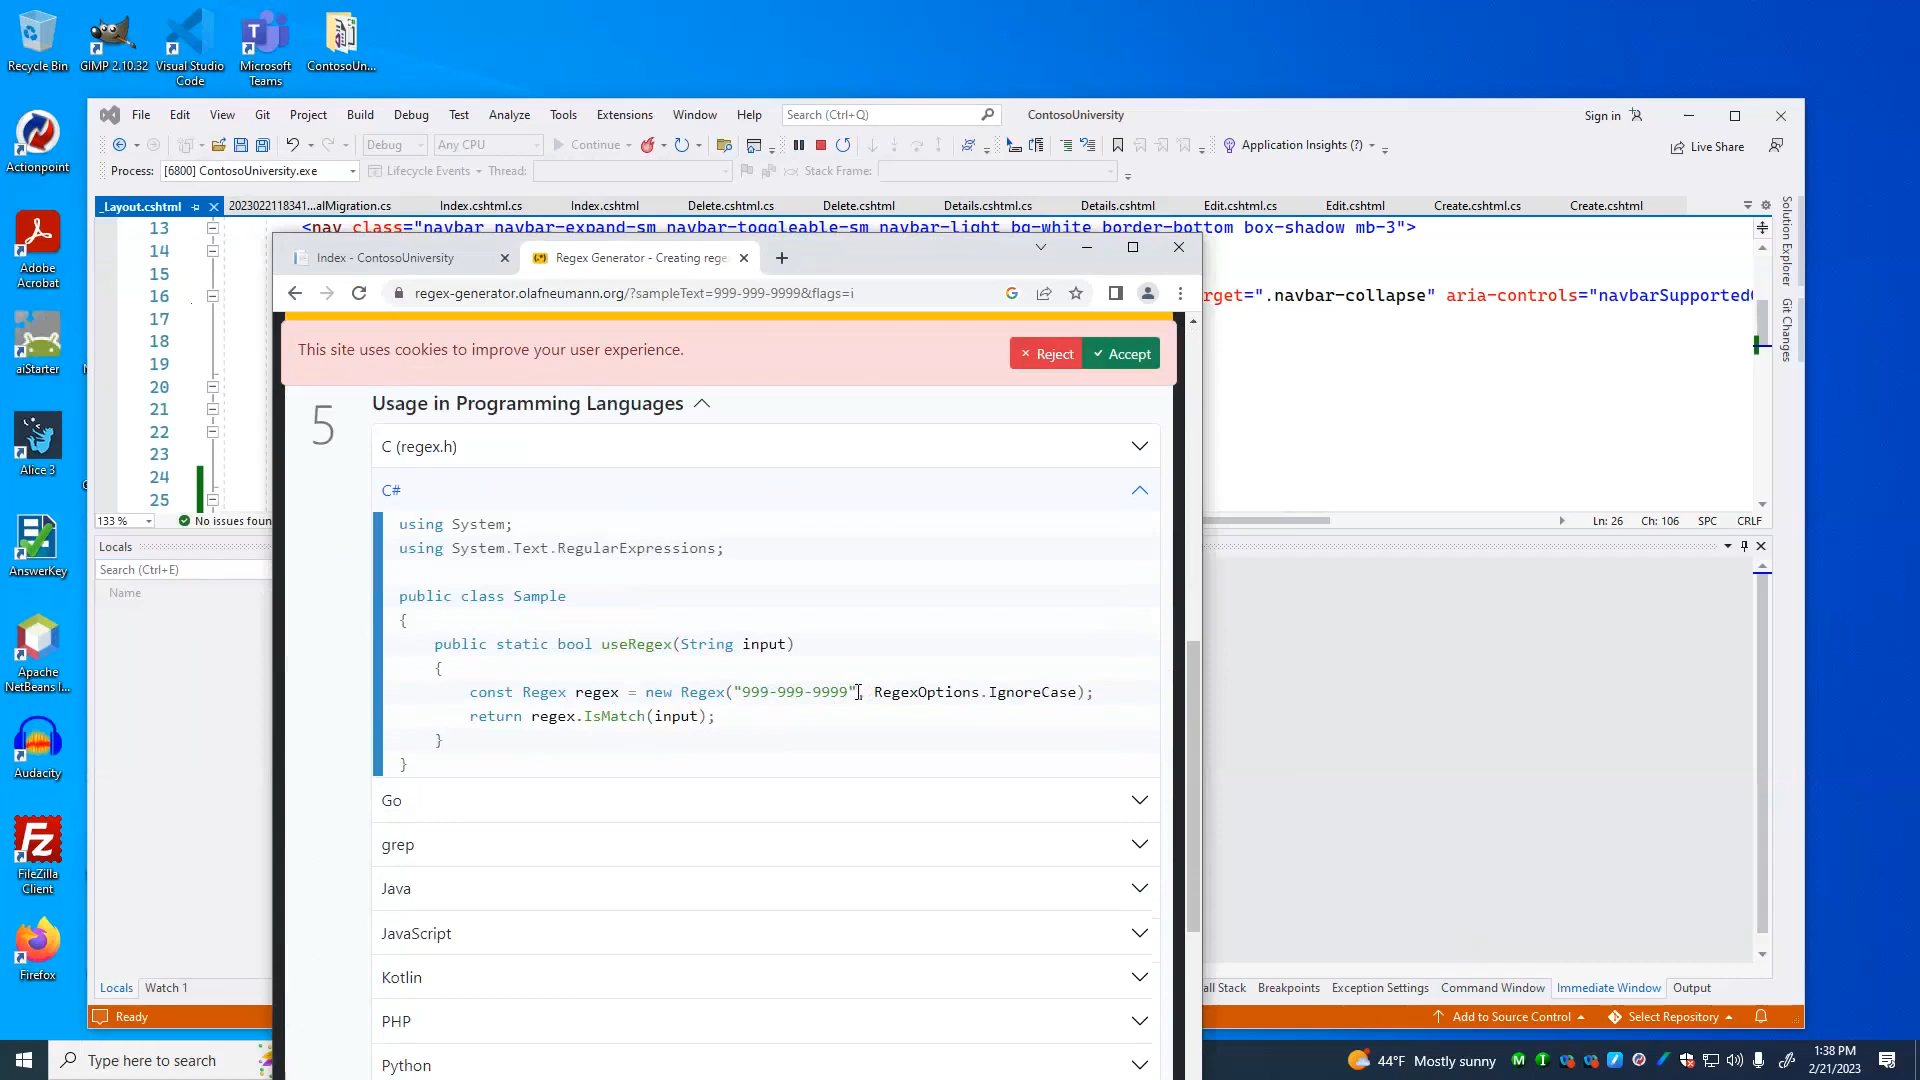 Recycle Bin
GIMP 2.10.32
Visual Studio
Code
Microsoft
Teams
ContosoUn...
Actionpoint
Adobe
Acrobat
aiStarter
Alice 3
AnswerKey
Apache
NetBeans I...
Audacity
FileZilla
Client
Firefox
File Edit View Git Project Build Debug Test Analyze Tools Extensions Window Help Search (Ctrl+Q) ContosoUniversity Sign in
Debug Any CPU Continue Application Insights (?) Live Share
Process: [6800] ContosoUniversity.exe Lifecycle Events Thread: Stack Frame:
_Layout.cshtml 2023022118341...alMigration.cs Index.cshtml.cs Index.cshtml Delete.cshtml.cs Delete.cshtml Details.cshtml.cs Details.cshtml Edit.cshtml.cs Edit.cshtml Create.cshtml.cs Create.cshtml
Solution Explorer
Git Changes
13 <nav class="navbar navbar-expand-sm navbar-toggleable-sm navbar-light bg-white border-bottom box-shadow mb-3">
14
15
16 rget=".navbar-collapse" aria-controls="navbarSupported
17
18
19
20
21
22
23
24
25
133 % No issues foun Ln: 26 Ch: 106 SPC CRLF
Locals
Search (Ctrl+E)
Name
Index - ContosoUniversity
Regex Generator - Creating rege
regex-generator.olafneumann.org/?sampleText=999-999-9999&flags=i
This site uses cookies to improve your user experience.
Reject
Accept
5
Usage in Programming Languages
C (regex.h)
C#
using System;
using System.Text.RegularExpressions;
public class Sample
{
public static bool useRegex(String input)
{
const Regex regex = new Regex("999-999-9999", RegexOptions.IgnoreCase);
return regex.IsMatch(input);
}
}
Go
grep
Java
JavaScript
Kotlin
PHP
Python
Locals Watch 1 all Stack Breakpoints Exception Settings Command Window Immediate Window Output
Ready Add to Source Control Select Repository
Type here to search
44°F Mostly sunny
1:38 PM
2/21/2023